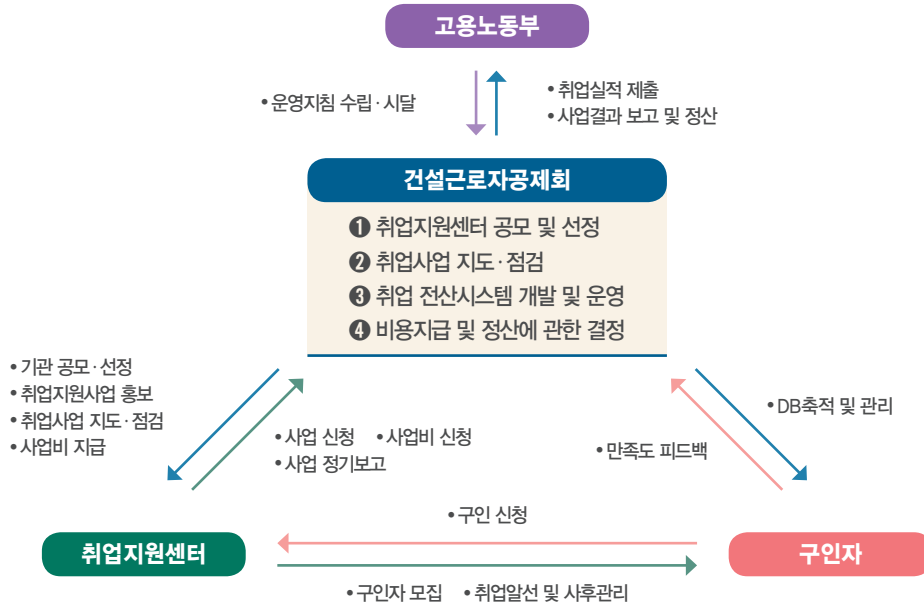 고용노동부
• 운영지침 수립·시달
• 취업실적 제출
• 사업결과 보고 및 정산
건설근로자공제회
❶ 취업지원센터 공모 및 선정
❷ 취업사업 지도·점검
❸ 취업 전산시스템 개발 및 운영
❹ 비용지급 및 정산에 관한 결정
• 기관 공모·선정
• 취업지원사업 홍보
• 취업사업 지도·점검
• 사업비 지급
• 사업 신청 • 사업비 신청
• 사업 정기보고
• DB축적 및 관리
• 만족도 피드백
• 구인 신청
취업지원센터
구인자
• 구인자 모집 • 취업알선 및 사후관리